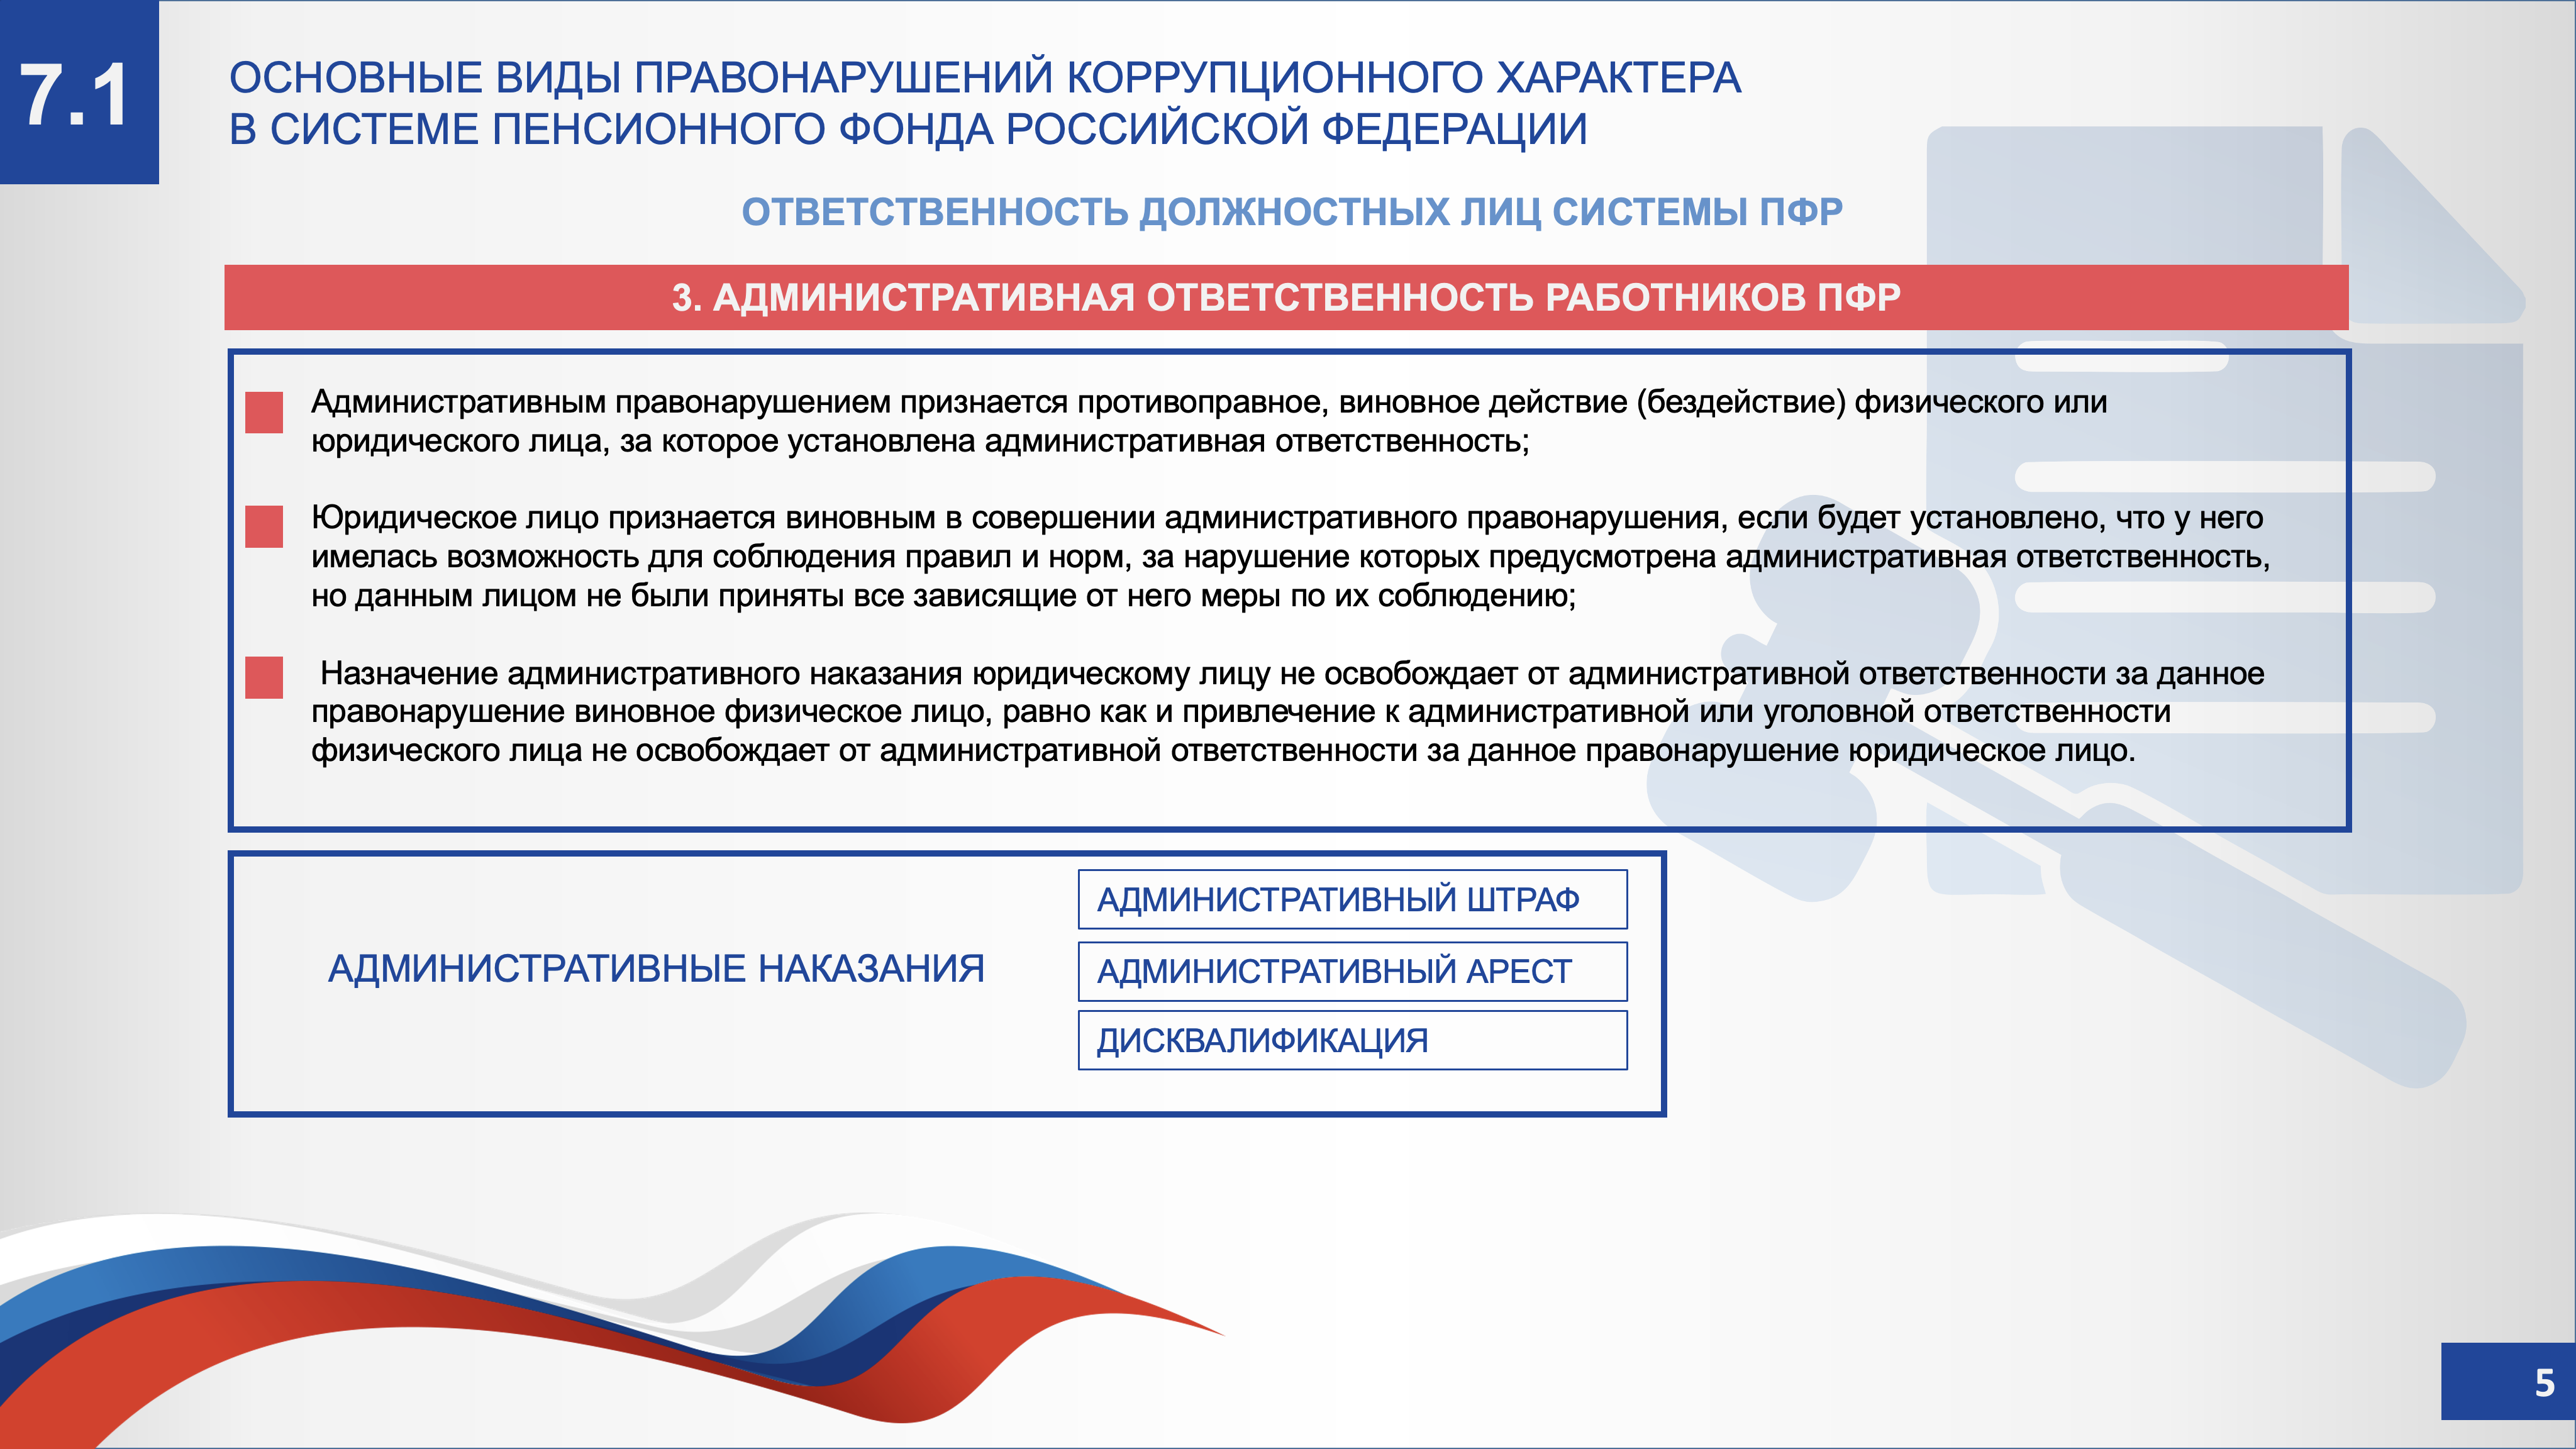 7.1
ОСНОВНЫЕ ВИДЫ ПРАВОНАРУШЕНИЙ КОРРУПЦИОННОГО ХАРАКТЕРА
В СИСТЕМЕ ПЕНСИОННОГО ФОНДА РОССИЙСКОЙ ФЕДЕРАЦИИ
ОТВЕТСТВЕННОСТЬ ДОЛЖНОСТНЫХ ЛИЦ СИСТЕМЫ ПФР
3. АДМИНИСТРАТИВНАЯ ОТВЕТСТВЕННОСТЬ РАБОТНИКОВ ПФР
Административным правонарушением признается противоправное, виновное действие (бездействие) физического или
юридического лица, за которое установлена административная ответственность;
Юридическое лицо признается виновным в совершении административного правонарушения, если будет установлено, что у него
имелась возможность для соблюдения правил и норм, за нарушение которых предусмотрена административная ответственность,
но данным лицом не были приняты все зависящие от него меры по их соблюдению;
Назначение административного наказания юридическому лицу не освобождает от административной ответственности за данное
правонарушение виновное физическое лицо, равно как и привлечение к административной или уголовной ответственности
физического лица не освобождает от административной ответственности за данное правонарушение юридическое лицо.
АДМИНИСТРАТИВНЫЕ НАКАЗАНИЯ
АДМИНИСТРАТИВНЫЙ ШТРАФ
АДМИНИСТРАТИВНЫЙ АРЕСТ
ДИСКВАЛИФИКАЦИЯ
5